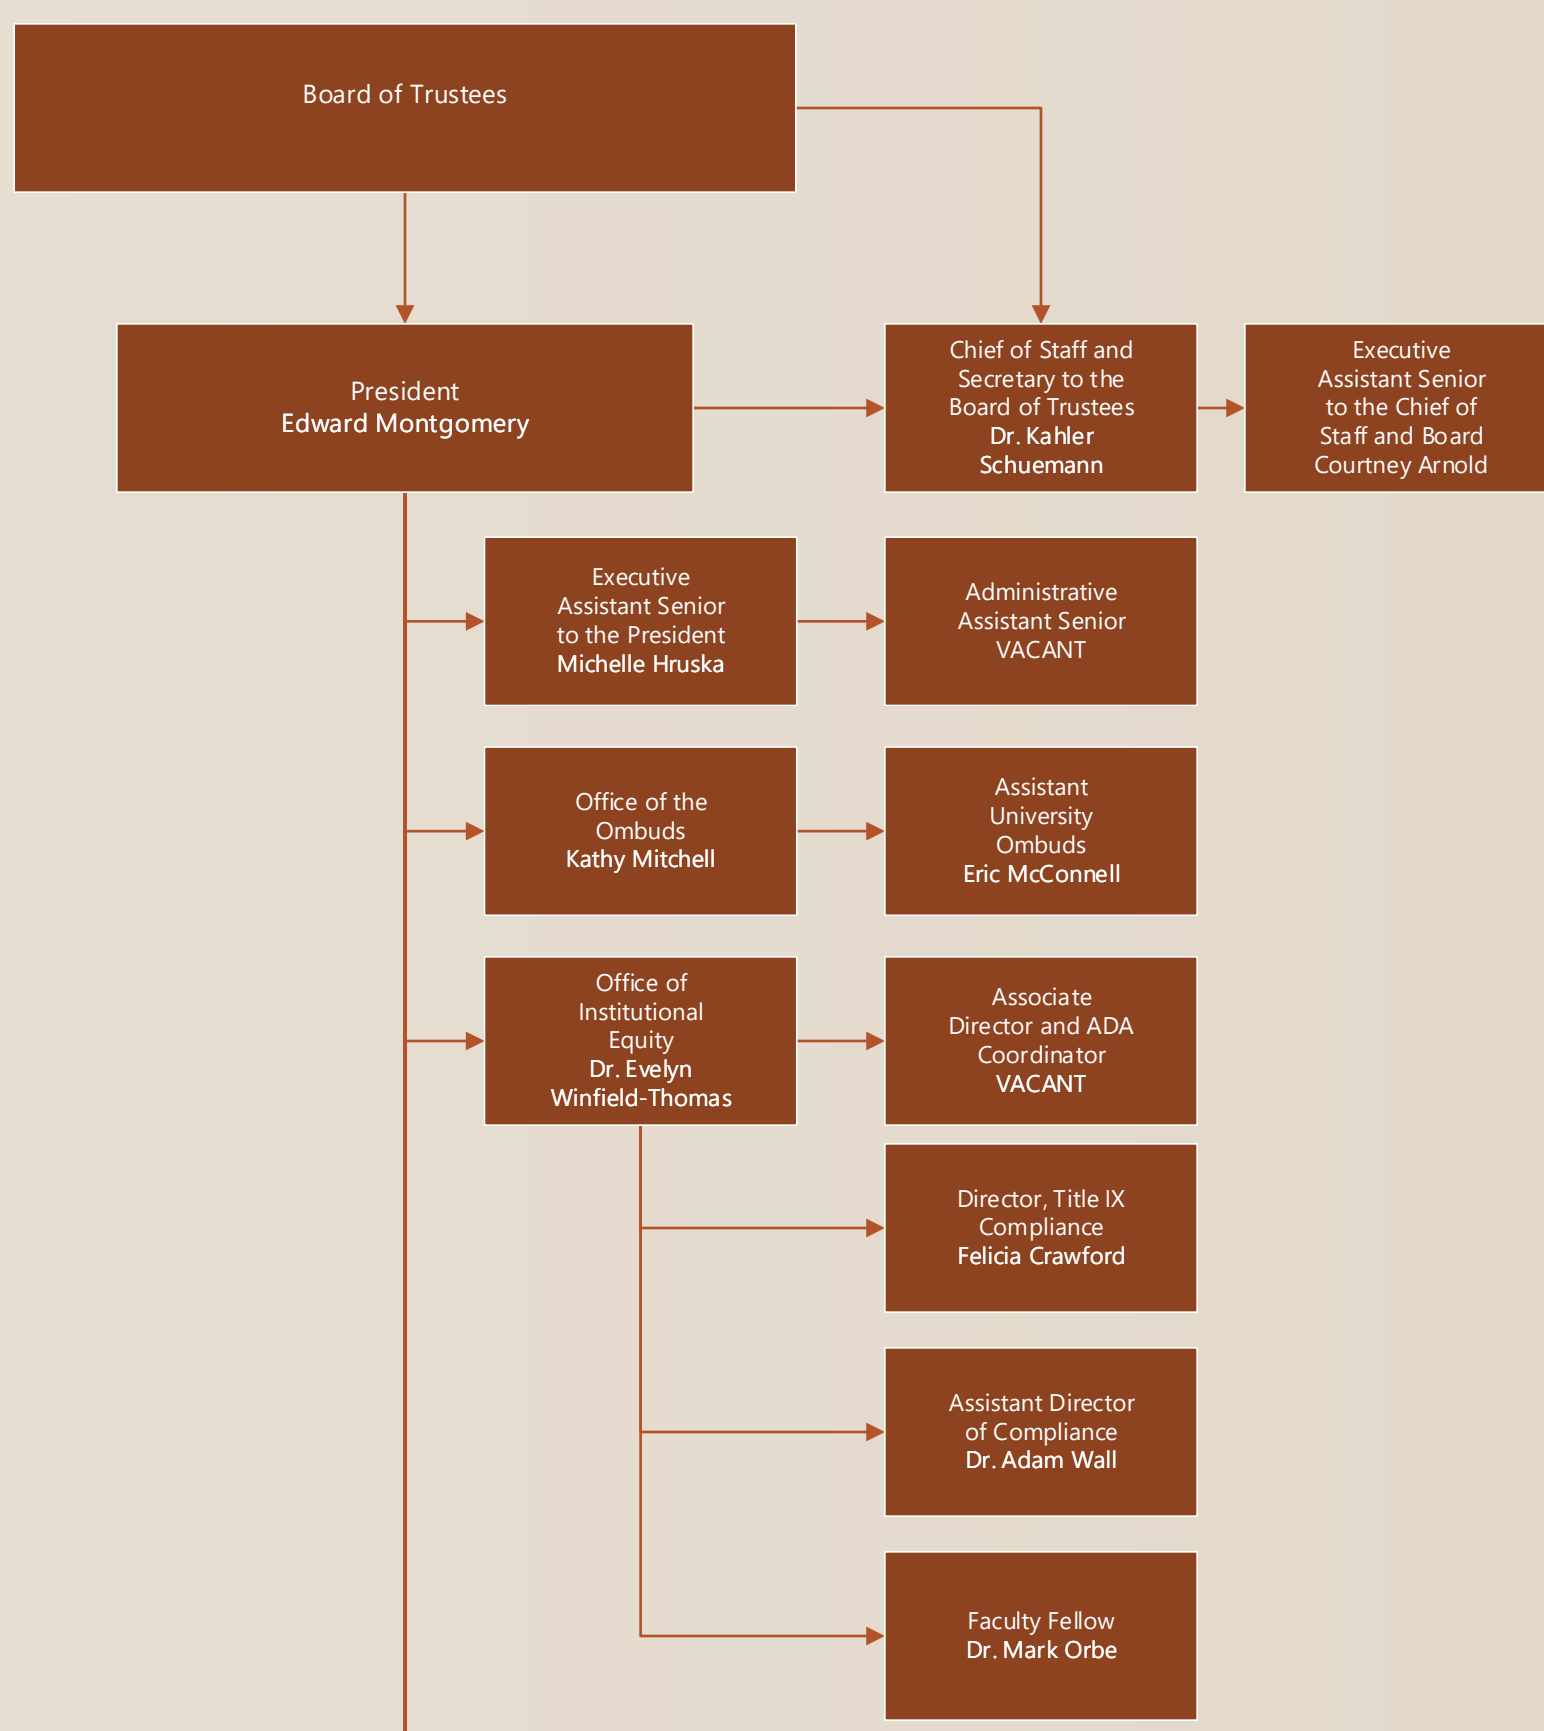 Board of Trustees
President
Edward Montgomery
Chief of Staff and
Secretary to the
Board of Trustees
Dr. Kahler
Schuemann
Executive
Assistant Senior
to the Chief of
Staff and Board
Courtney Arnold
Executive
Assistant Senior
to the President
Michelle Hruska
Administrative
Assistant Senior
VACANT
Office of the
Ombuds
Kathy Mitchell
Assistant
University
Ombuds
Eric McConnell
Office of
Institutional
Equity
Dr. Evelyn
Winfield-Thomas
Associate
Director and ADA
Coordinator
VACANT
Director, Title IX
Compliance
Felicia Crawford
Assistant Director
of Compliance
Dr. Adam Wall
Faculty Fellow
Dr. Mark Orbe